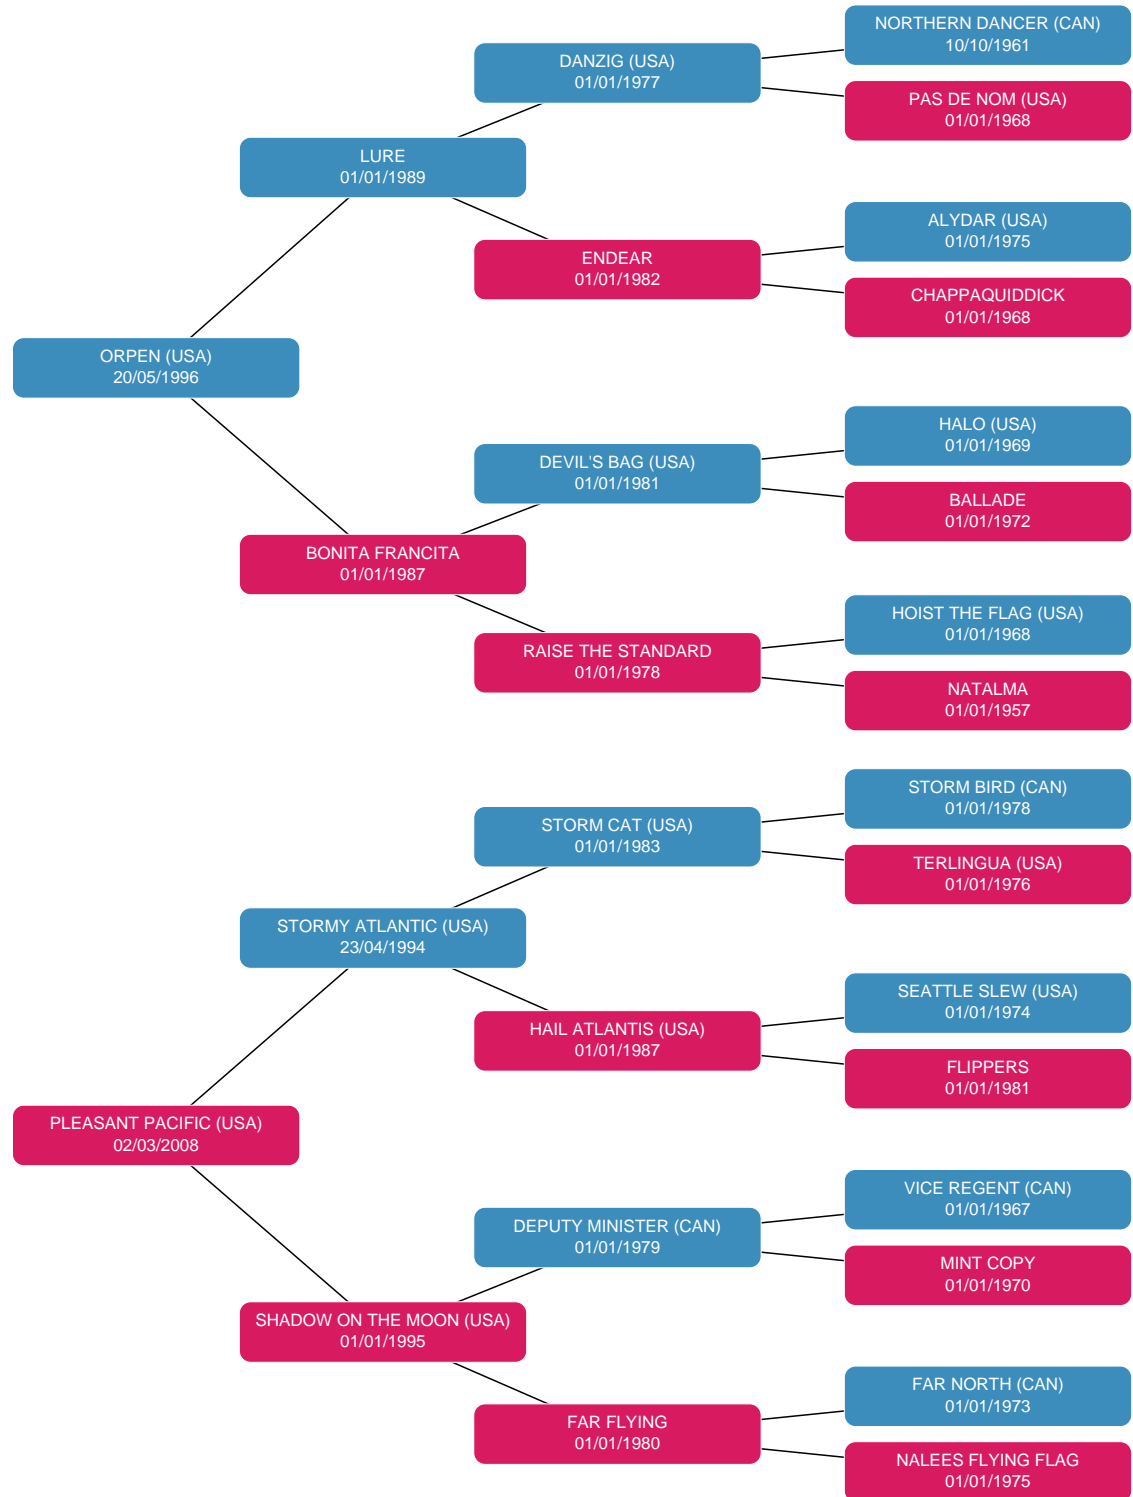 NORTHERN DANCER (CAN)
10/10/1961
DANZIG (USA)
01/01/1977
PAS DE NOM (USA)
01/01/1968
LURE
01/01/1989
ALYDAR (USA)
01/01/1975
ENDEAR
01/01/1982
CHAPPAQUIDDICK
01/01/1968
ORPEN (USA)
20/05/1996
HALO (USA)
01/01/1969
DEVIL'S BAG (USA)
01/01/1981
BALLADE
01/01/1972
BONITA FRANCITA
01/01/1987
HOIST THE FLAG (USA)
01/01/1968
RAISE THE STANDARD
01/01/1978
NATALMA
01/01/1957
STORM BIRD (CAN)
01/01/1978
STORM CAT (USA)
01/01/1983
TERLINGUA (USA)
01/01/1976
STORMY ATLANTIC (USA)
23/04/1994
SEATTLE SLEW (USA)
01/01/1974
HAIL ATLANTIS (USA)
01/01/1987
FLIPPERS
01/01/1981
PLEASANT PACIFIC (USA)
02/03/2008
VICE REGENT (CAN)
01/01/1967
DEPUTY MINISTER (CAN)
01/01/1979
MINT COPY
01/01/1970
SHADOW ON THE MOON (USA)
01/01/1995
FAR NORTH (CAN)
01/01/1973
FAR FLYING
01/01/1980
NALEES FLYING FLAG
01/01/1975